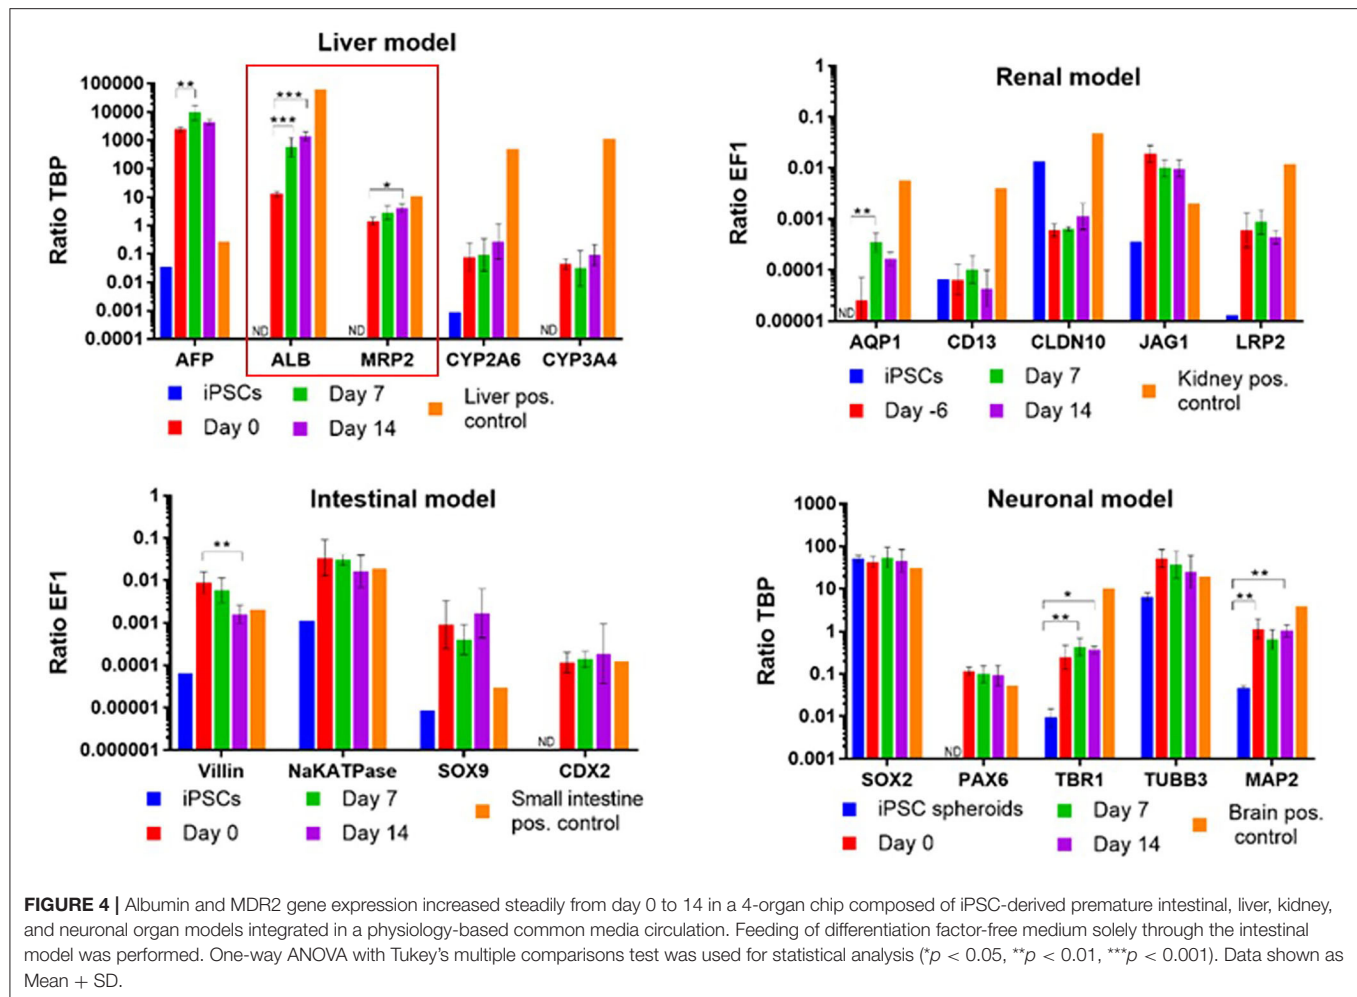 Liver model
Ratio TBP
100000
10000
1000
100
10
1
0.1
0.01
0.001
0.0001
**
***
***
*
ND
ND
ND
AFP ALB MRP2 CYP2A6 CYP3A4
iPSCs Day 7 Liver pos.
Day 0 Day 14 control
Renal model
Ratio EF1
1
0.1
0.01
0.001
0.0001
0.00001
**
ND
AQP1 CD13 CLDN10 JAG1 LRP2
iPSCs Day 7 Kidney pos.
Day -6 Day 14 control
Intestinal model
Ratio EF1
1
0.1
0.01
0.001
0.0001
0.00001
0.000001
**
ND
Villin NaKATPase SOX9 CDX2
iPSCs Day 7 Small intestine
Day 0 Day 14 pos. control
Neuronal model
Ratio TBP
1000
100
10
1
0.1
0.01
0.001
*
**
**
**
ND
SOX2 PAX6 TBR1 TUBB3 MAP2
iPSC spheroids Day 7 Brain pos.
Day 0 Day 14 control
FIGURE 4 | Albumin and MDR2 gene expression increased steadily from day 0 to 14 in a 4-organ chip composed of iPSC-derived premature intestinal, liver, kidney,
and neuronal organ models integrated in a physiology-based common media circulation. Feeding of differentiation factor-free medium solely through the intestinal
model was performed. One-way ANOVA with Tukey's multiple comparisons test was used for statistical analysis (*p < 0.05, **p < 0.01, ***p < 0.001). Data shown as
Mean + SD.